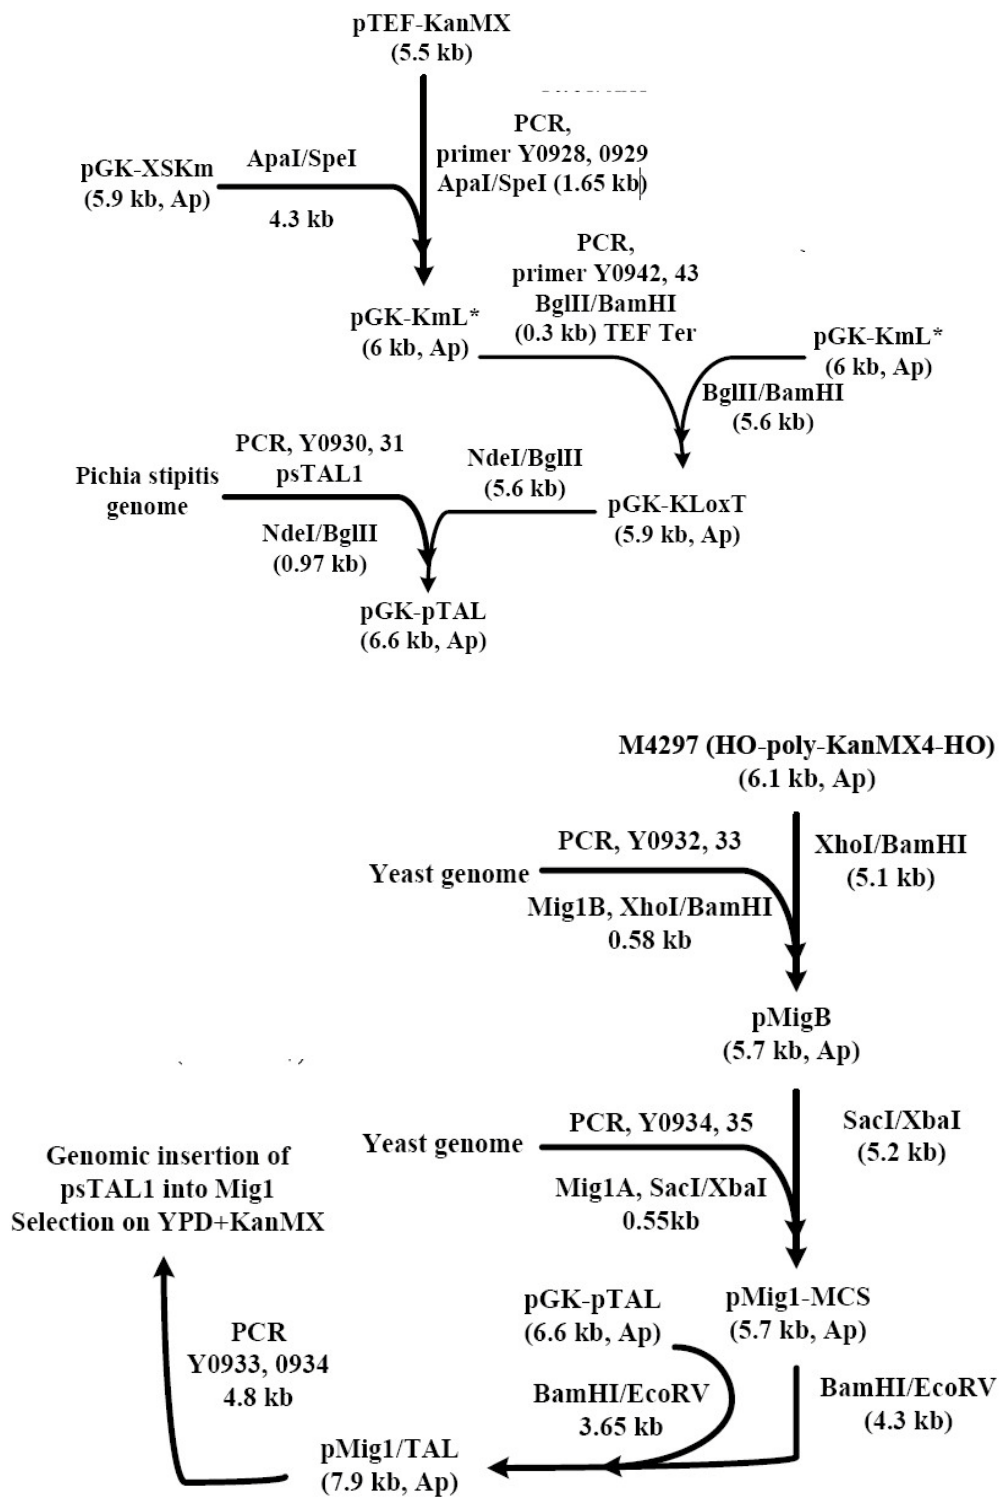 pTEF-KanMX
(5.5 kb)
PCR,
primer Y0928, 0929
ApaI/SpeI (1.65 kb)
pGK-XSKm
(5.9 kb, Ap)
ApaI/SpeI
4.3 kb
PCR,
primer Y0942, 43
BglII/BamHI
(0.3 kb) TEF Ter
pGK-KmL*
(6 kb, Ap)
pGK-KmL*
(6 kb, Ap)
BglII/BamHI
(5.6 kb)
Pichia stipitis
genome
PCR, Y0930, 31
psTAL1
NdeI/BglII
(0.97 kb)
NdeI/BglII
(5.6 kb)
pGK-KLoxT
(5.9 kb, Ap)
pGK-pTAL
(6.6 kb, Ap)
M4297 (HO-poly-KanMX4-HO)
(6.1 kb, Ap)
XhoI/BamHI
(5.1 kb)
Yeast genome
PCR, Y0932, 33
Mig1B, XhoI/BamHI
0.58 kb
pMigB
(5.7 kb, Ap)
SacI/XbaI
(5.2 kb)
Yeast genome
PCR, Y0934, 35
Mig1A, SacI/XbaI
0.55kb
Genomic insertion of
psTAL1 into Mig1
Selection on YPD+KanMX
pGK-pTAL
(6.6 kb, Ap)
pMig1-MCS
(5.7 kb, Ap)
BamHI/EcoRV
3.65 kb
BamHI/EcoRV
(4.3 kb)
PCR
Y0933, 0934
4.8 kb
pMig1/TAL
(7.9 kb, Ap)